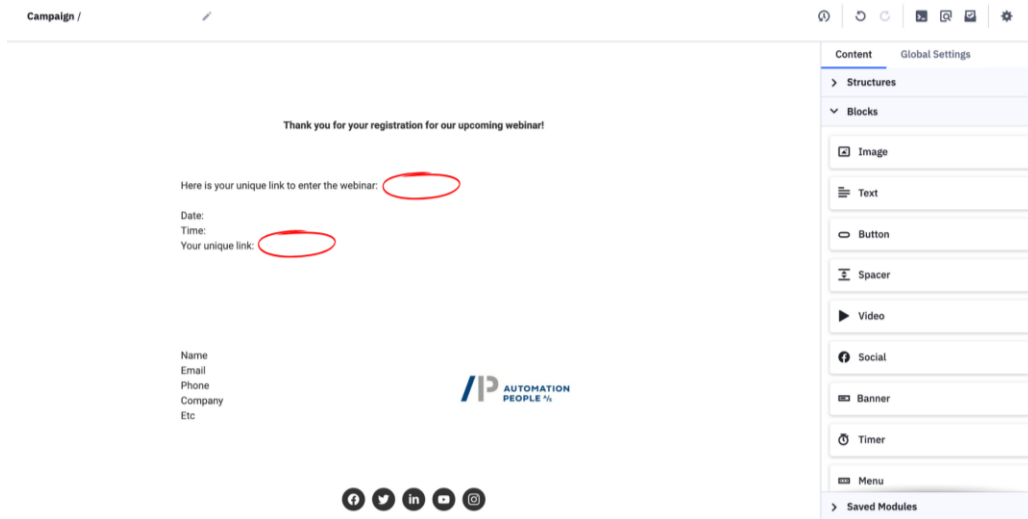 Campaign /
Content
Global Settings
Structures
Blocks
Thank you for your registration for our upcoming webinar!
Image
Here is your unique link to enter the webinar:
Text
Date:
Time:
Your unique link:
Button
Spacer
Video
Name
Email
Phone
Company
Etc
AUTOMATION
PEOPLE A/S
Social
Banner
Timer
Menu
Saved Modules